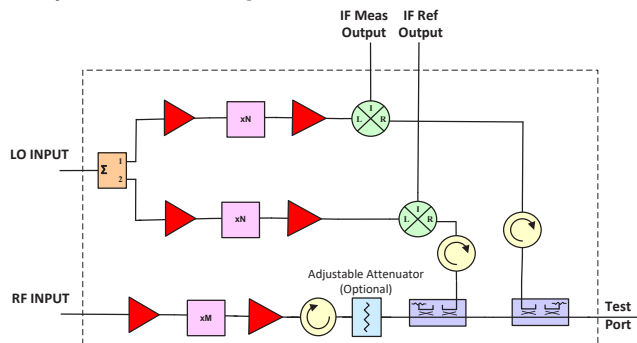 IF Meas
Output
IF Ref
Output
LO INPUT
Σ
1
2
xN
L
I
R
xN
L
I
R
Adjustable Attenuator
(Optional)
RF INPUT
xM
Test
Port